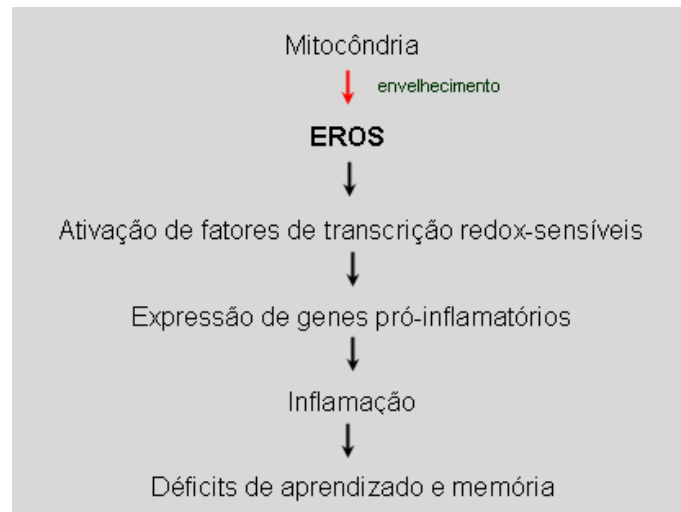 Mitocôndria
envelhecimento
EROS
Ativação de fatores de transcrição redox-sensíveis
Expressão de genes pró-inflamatórios
Inflamação
Déficits de aprendizado e memória